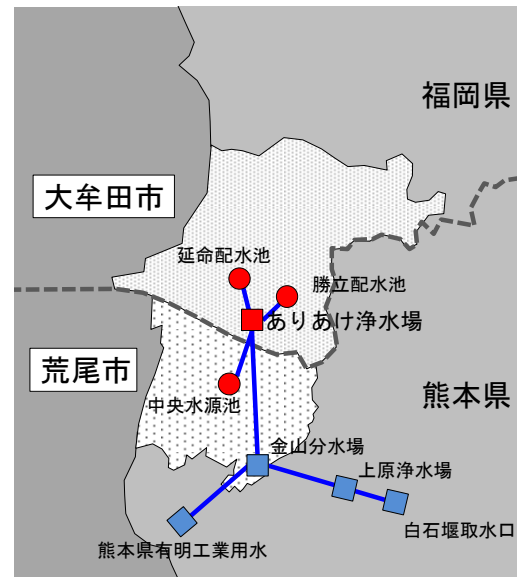 福岡県
大牟田市
延命配水池
勝立配水池
ありあけ浄水場
荒尾市
熊本県
中央水源池
金山分水場
上原浄水場
白石堰取水口
熊本県有明工業用水